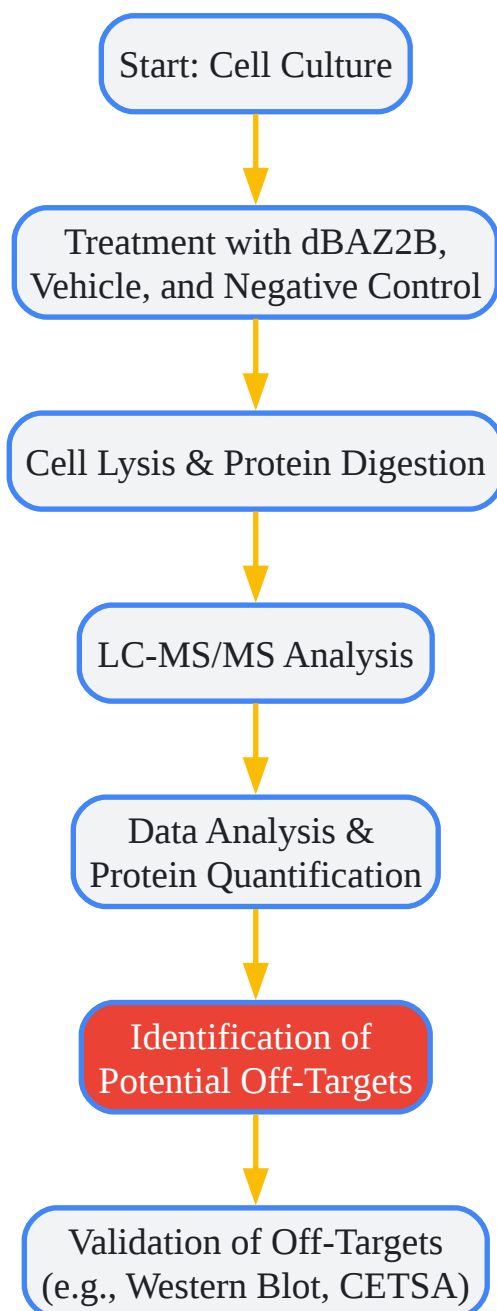 Start: Cell Culture
Treatment with dBAZ2B,
Vehicle, and Negative Control
Cell Lysis & Protein Digestion
LC-MS/MS Analysis
Data Analysis &
Protein Quantification
Identification of
Potential Off-Targets
Validation of Off-Targets
(e.g., Western Blot, CETSA)